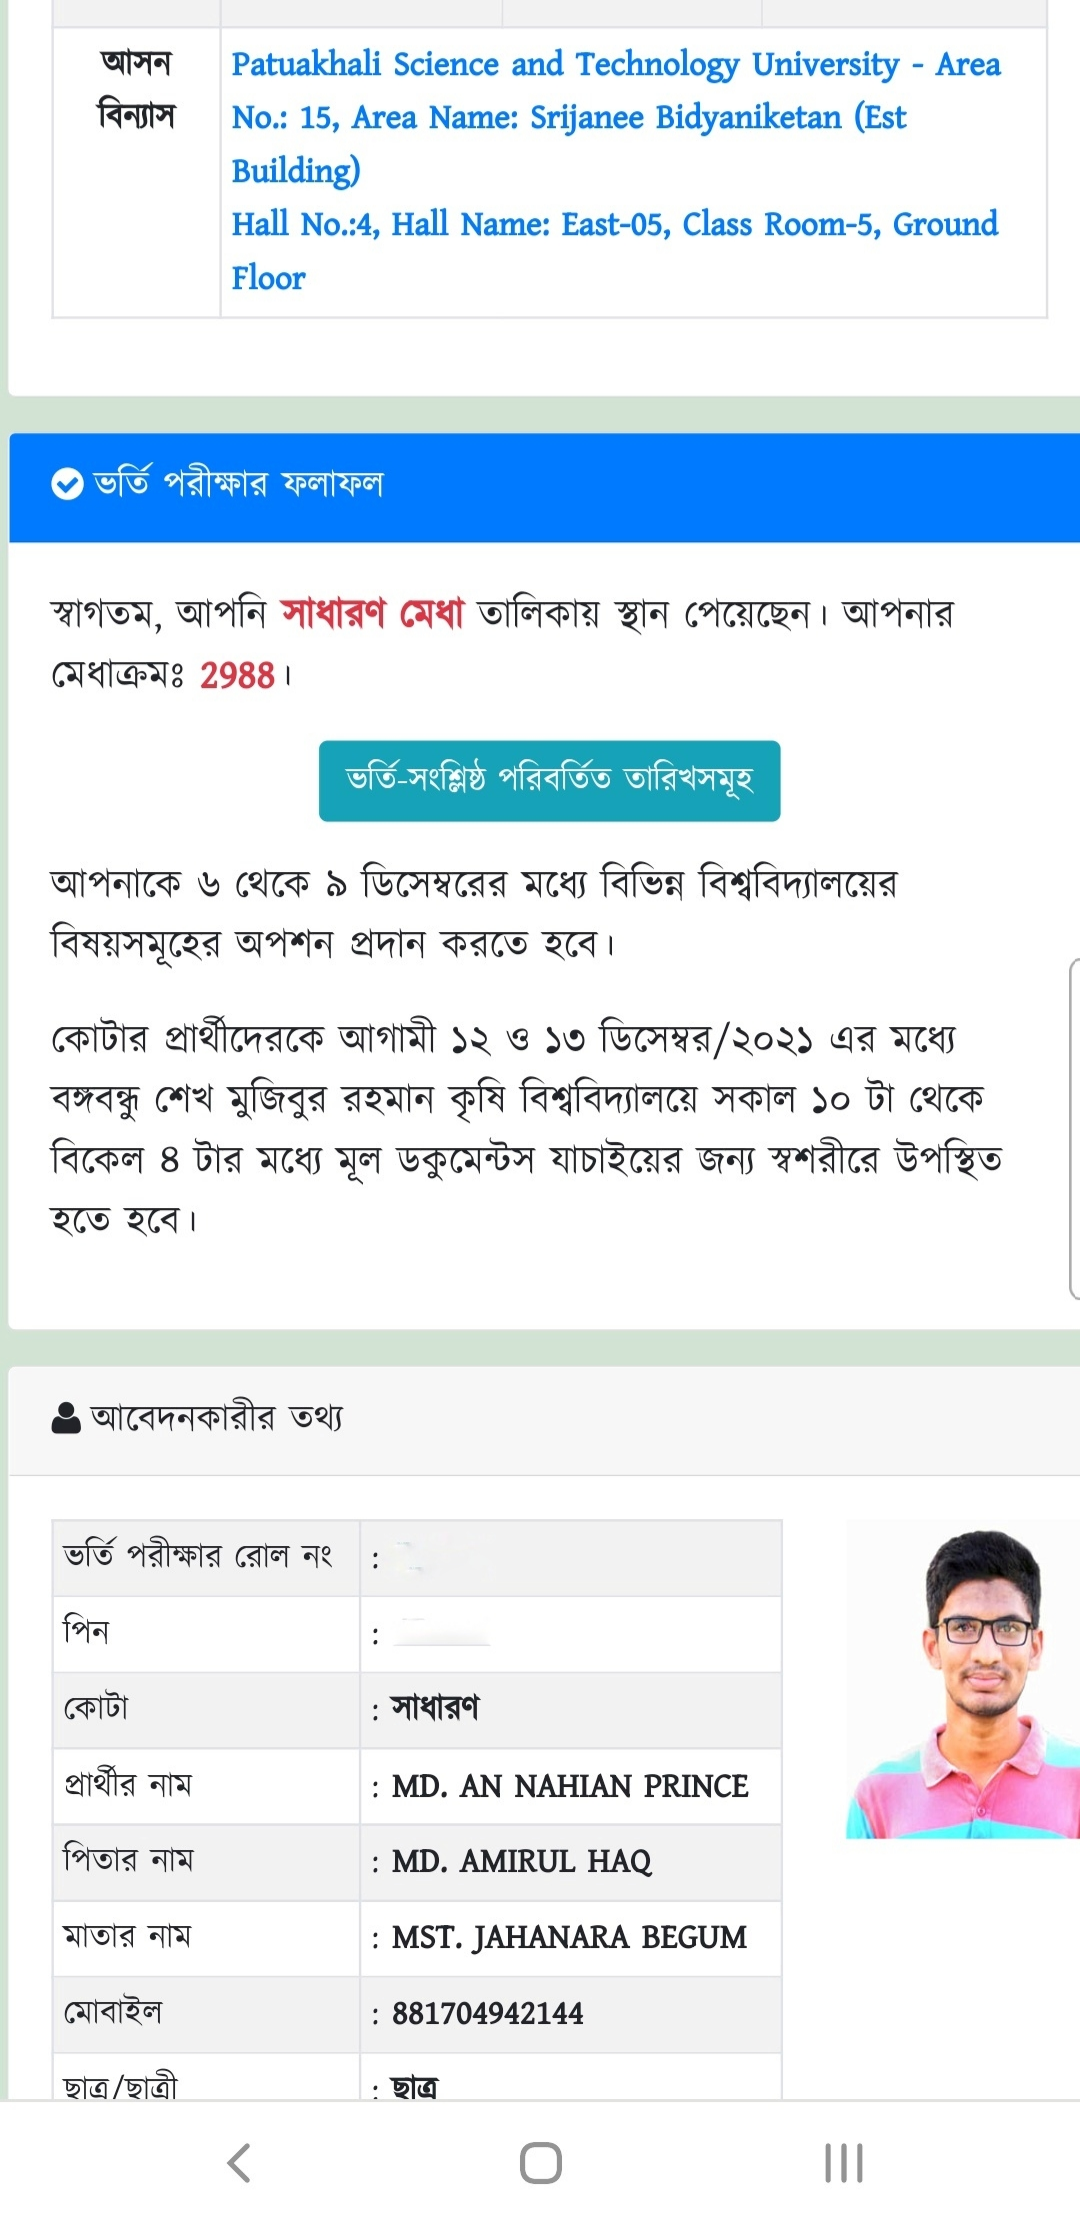 আসন
বিন্যাস
Patuakhali Science and Technology University - Area
No.: 15, Area Name: Srijanee Bidyaniketan (Est
Building)
Hall No.:4, Hall Name: East-05, Class Room-5, Ground
Floor
ভর্তি পরীক্ষার ফলাফল
স্বাগতম, আপনি সাধারণ মেধা তালিকায় স্থান পেয়েছেন। আপনার
মেধাক্রমঃ 2988।
ভর্তি-সংশ্লিষ্ঠ পরিবর্তিত তারিখসমূহ
আপনাকে ৬ থেকে ৯ ডিসেম্বরের মধ্যে বিভিন্ন বিশ্ববিদ্যালয়ের
বিষয়সমূহের অপশন প্রদান করতে হবে।
কোটার প্রার্থীদেরকে আগামী ১২ ও ১৩ ডিসেম্বর/২০২১ এর মধ্যে
বঙ্গবন্ধু শেখ মুজিবুর রহমান কৃষি বিশ্ববিদ্যালয়ে সকাল ১০ টা থেকে
বিকেল ৪ টার মধ্যে মূল ডকুমেন্টস যাচাইয়ের জন্য স্বশরীরে উপস্থিত
হতে হবে।
আবেদনকারীর তথ্য
ভর্তি পরীক্ষার রোল নং :
পিন :
কোটা : সাধারণ
প্রার্থীর নাম : MD. AN NAHIAN PRINCE
পিতার নাম : MD. AMIRUL HAQ
মাতার নাম : MST. JAHANARA BEGUM
মোবাইল : 881704942144
ছাত্র/ছাত্রী : ছাত্র